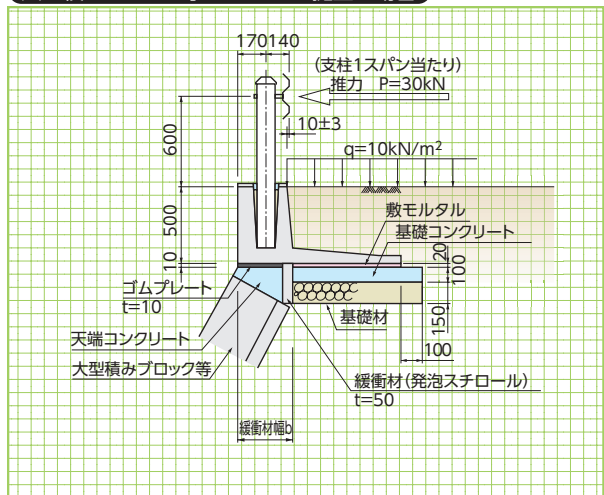 170140
(支柱1スパン当たり)
推力 P=30kN
10±3
600
q=10kN/m²
500
敷モルタル
基礎コンクリート
10
20
100
ゴムプレート
t=10
基礎材
150
天端コンクリート
100
大型積みブロック等
緩衝材(発泡スチロール)
t=50
緩衝材幅b